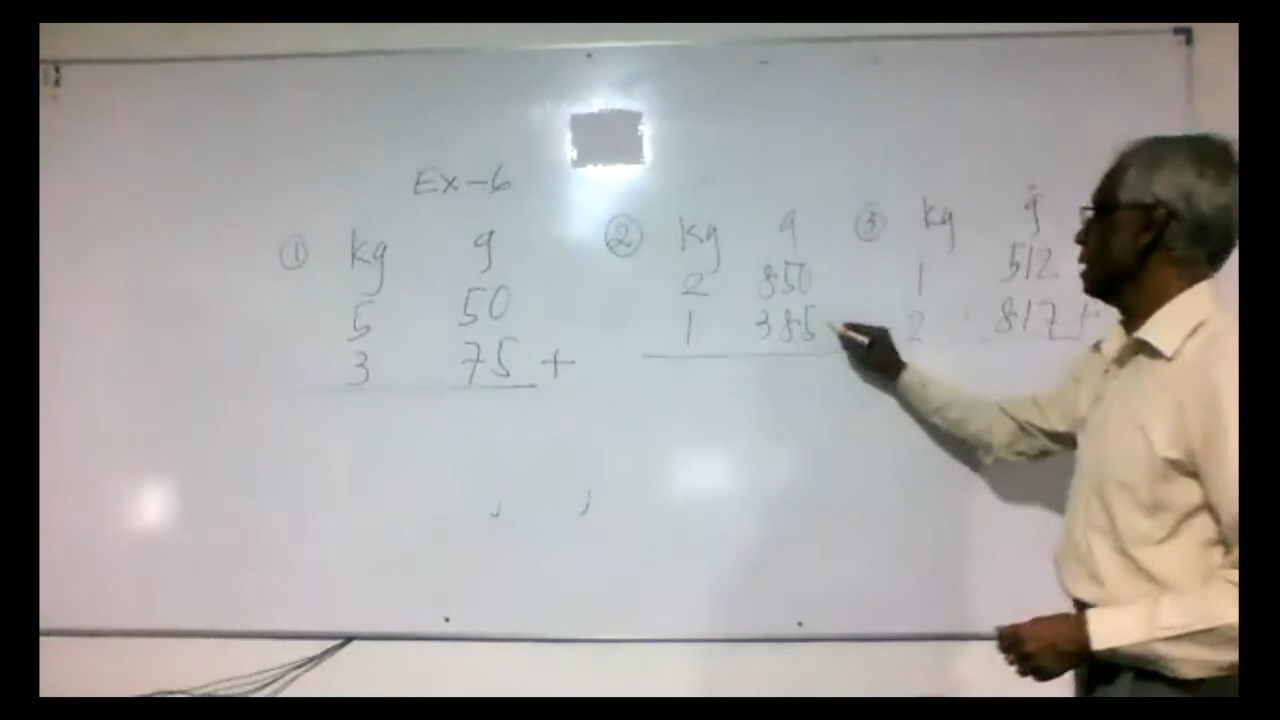 Ex-6
① kg g
5 50
3 75 +
② kg g
2 850
1 385
③ kg g
1 512
2 817 +